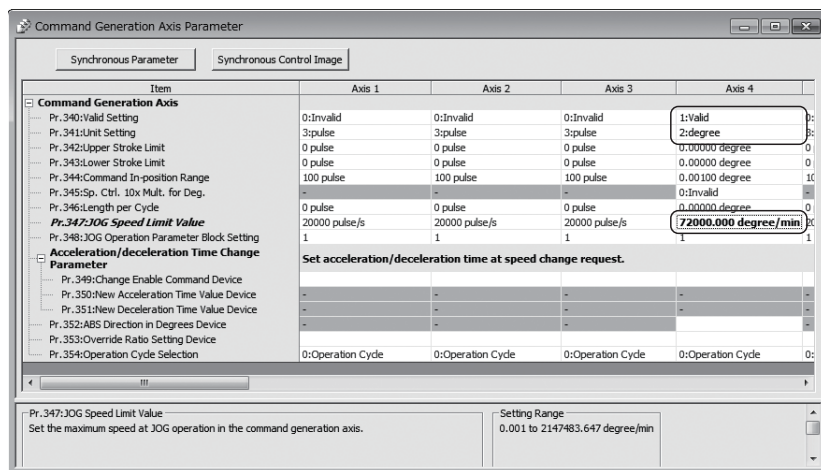 Command Generation Axis Parameter
Synchronous Parameter Synchronous Control Image
Item Axis 1 Axis 2 Axis 3 Axis 4
Command Generation Axis
Pr.340:Valid Setting 0:Invalid 0:Invalid 0:Invalid 1:Valid 0:
Pr.341:Unit Setting 3:pulse 3:pulse 3:pulse 2:degree 3:
Pr.342:Upper Stroke Limit 0 pulse 0 pulse 0 pulse 0.00000 degree 0
Pr.343:Lower Stroke Limit 0 pulse 0 pulse 0 pulse 0.00000 degree 0
Pr.344:Command In-position Range 100 pulse 100 pulse 100 pulse 0.00100 degree 10
Pr.345:Sp. Ctrl. 10x Mult. for Deg. - - - 0:Invalid -
Pr.346:Length per Cycle 0 pulse 0 pulse 0 pulse 0.00000 degree 0
Pr.347:JOG Speed Limit Value 20000 pulse/s 20000 pulse/s 20000 pulse/s 72000.000 degree/min 20
Pr.348:JOG Operation Parameter Block Setting 1 1 1 1 1
Acceleration/deceleration Time Change
Parameter Set acceleration/deceleration time at speed change request.
Pr.349:Change Enable Command Device
Pr.350:New Acceleration Time Value Device - - - - -
Pr.351:New Deceleration Time Value Device - - - - -
Pr.352:ABS Direction in Degrees Device - - - -
Pr.353:Override Ratio Setting Device
Pr.354:Operation Cycle Selection 0:Operation Cycle 0:Operation Cycle 0:Operation Cycle 0:Operation Cycle 0:
Pr.347:JOG Speed Limit Value Setting Range
Set the maximum speed at JOG operation in the command generation axis. 0.001 to 2147483.647 degree/min